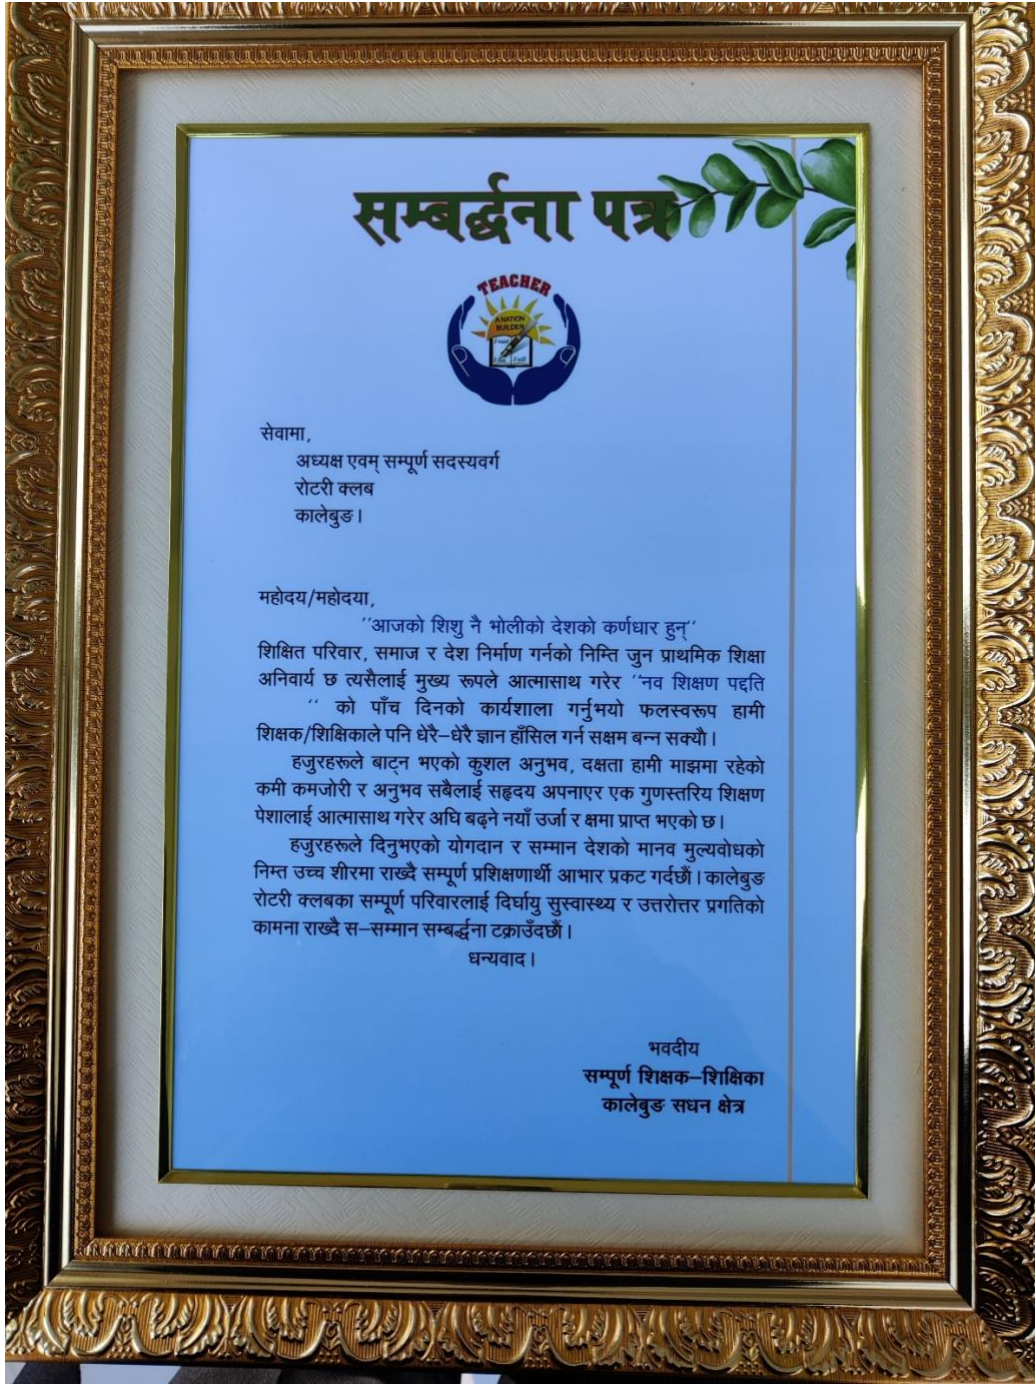 सम्बर्द्धना पत्र
TEACHER
A NATION
BUILDER
सेवामा,
अध्यक्ष एवम् सम्पूर्ण सदस्यवर्ग
रोटरी क्लब
कालेबुङ।
महोदय/महोदया,
´´आजको शिशु नै भोलीको देशको कर्णधार हुन्´´
शिक्षित परिवार, समाज र देश निर्माण गर्नको निम्ति जुन प्राथमिक शिक्षा
अनिवार्य छ त्यसैलाई मुख्य रूपले आत्मासाथ गरेर ´´नव शिक्षण पद्दति
´´ को पाँच दिनको कार्यशाला गर्नुभयो फलस्वरूप हामी
शिक्षक/शिक्षिकाले पनि धेरै–धेरै ज्ञान हाँसिल गर्न सक्षम बन्न सक्यौ।
हजुरहरूले बाट्न भएको कुशल अनुभव, दक्षता हामी माझमा रहेको
कमी कमजोरी र अनुभव सबैलाई सहृदय अपनाएर एक गुणस्तरिय शिक्षण
पेशालाई आत्मासाथ गरेर अघि बढ्ने नयाँ उर्जा र क्षमा प्राप्त भएको छ।
हजुरहरूले दिनुभएको योगदान र सम्मान देशको मानव मुल्यवोधको
निम्त उच्च शीरमा राख्दै सम्पूर्ण प्रशिक्षणार्थी आभार प्रकट गर्दछौं। कालेबुङ
रोटरी क्लबका सम्पूर्ण परिवारलाई दिर्घायु सुस्वास्थ्य र उत्तरोत्तर प्रगतिको
कामना राख्दै स–सम्मान सम्बर्द्धना टक्राउँदछौं।
धन्यवाद।
भवदीय
सम्पूर्ण शिक्षक–शिक्षिका
कालेबुङ सधन क्षेत्र